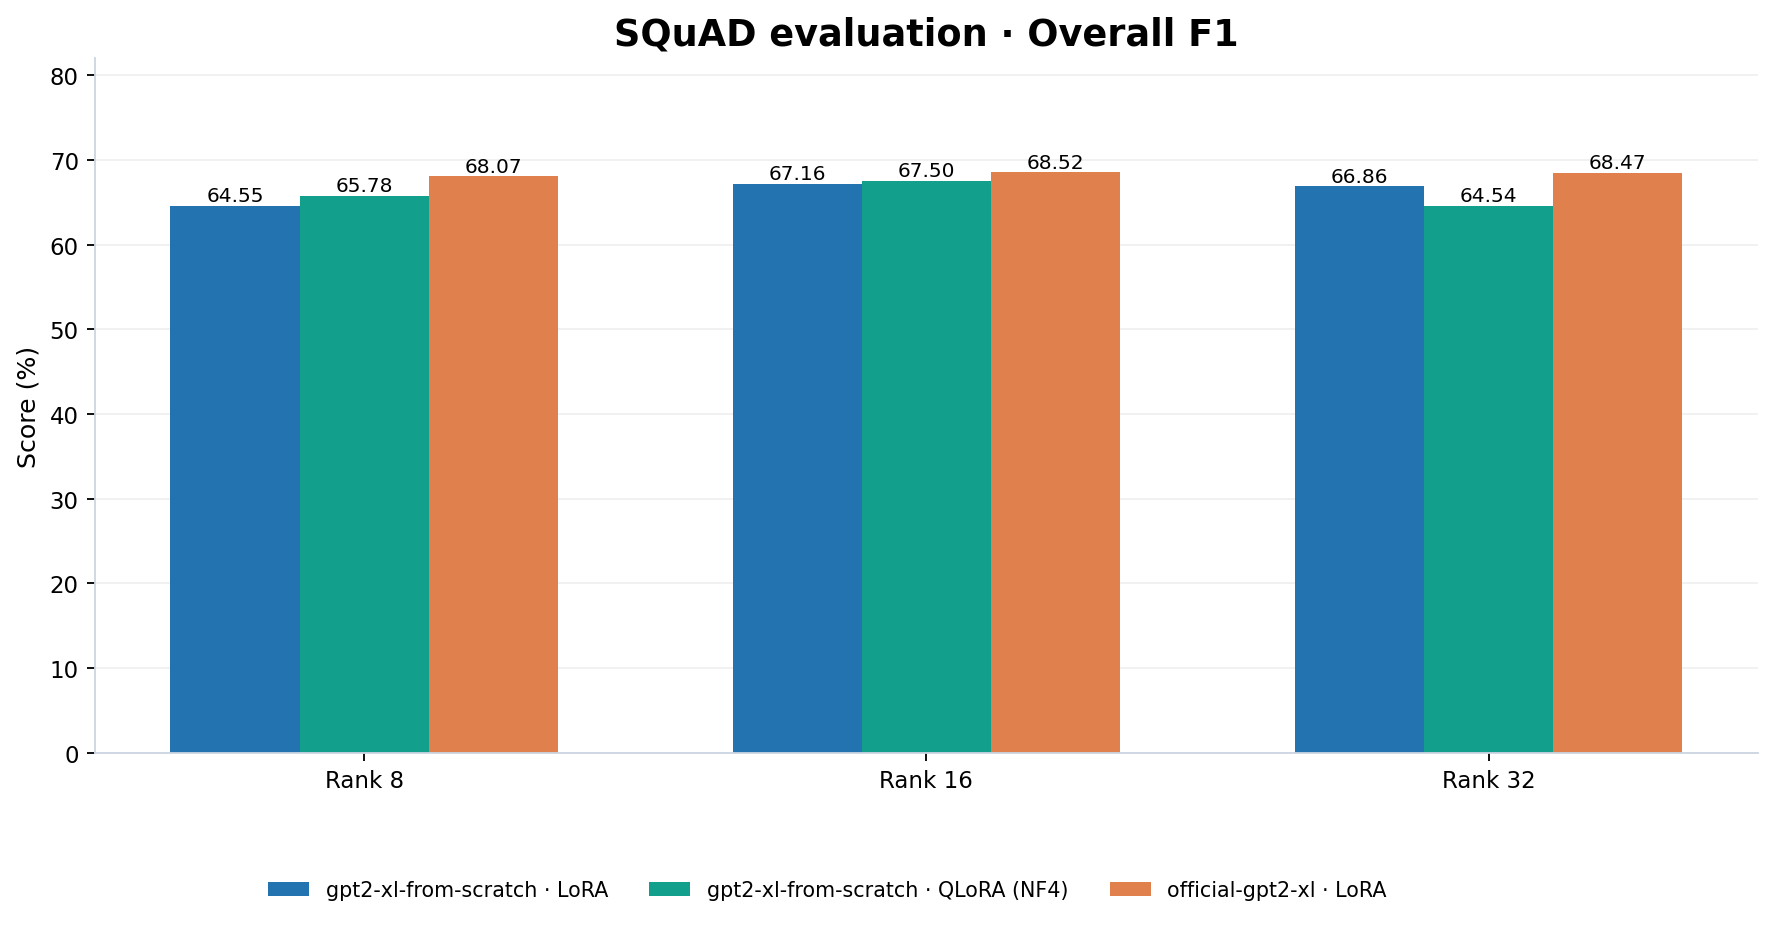 SQuAD evaluation · Overall F1
Score (%)
80
70
60
50
40
30
20
10
0
64.55
65.78
68.07
67.16
67.50
68.52
66.86
64.54
68.47
Rank 8
Rank 16
Rank 32
gpt2-xl-from-scratch · LoRA
gpt2-xl-from-scratch · QLoRA (NF4)
official-gpt2-xl · LoRA